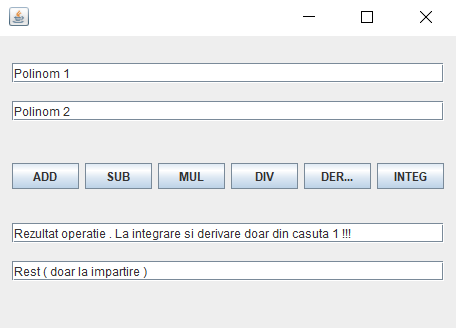 Polinom 1
Polinom 2
ADD SUB MUL DIV DER... INTEG
Rezultat operatie . La integrare si derivare doar din casuta 1 !!!
Rest ( doar la impartire )